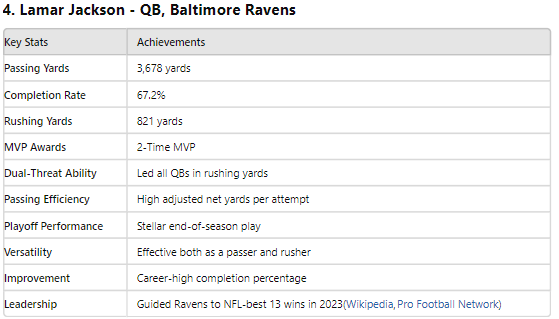 4. Lamar Jackson - QB, Baltimore Ravens
Key Stats Achievements
Passing Yards 3,678 yards
Completion Rate 67.2%
Rushing Yards 821 yards
MVP Awards 2-Time MVP
Dual-Threat Ability Led all QBs in rushing yards
Passing Efficiency High adjusted net yards per attempt
Playoff Performance Stellar end-of-season play
Versatility Effective both as a passer and rusher
Improvement Career-high completion percentage
Leadership Guided Ravens to NFL-best 13 wins in 2023(Wikipedia, Pro Football Network)